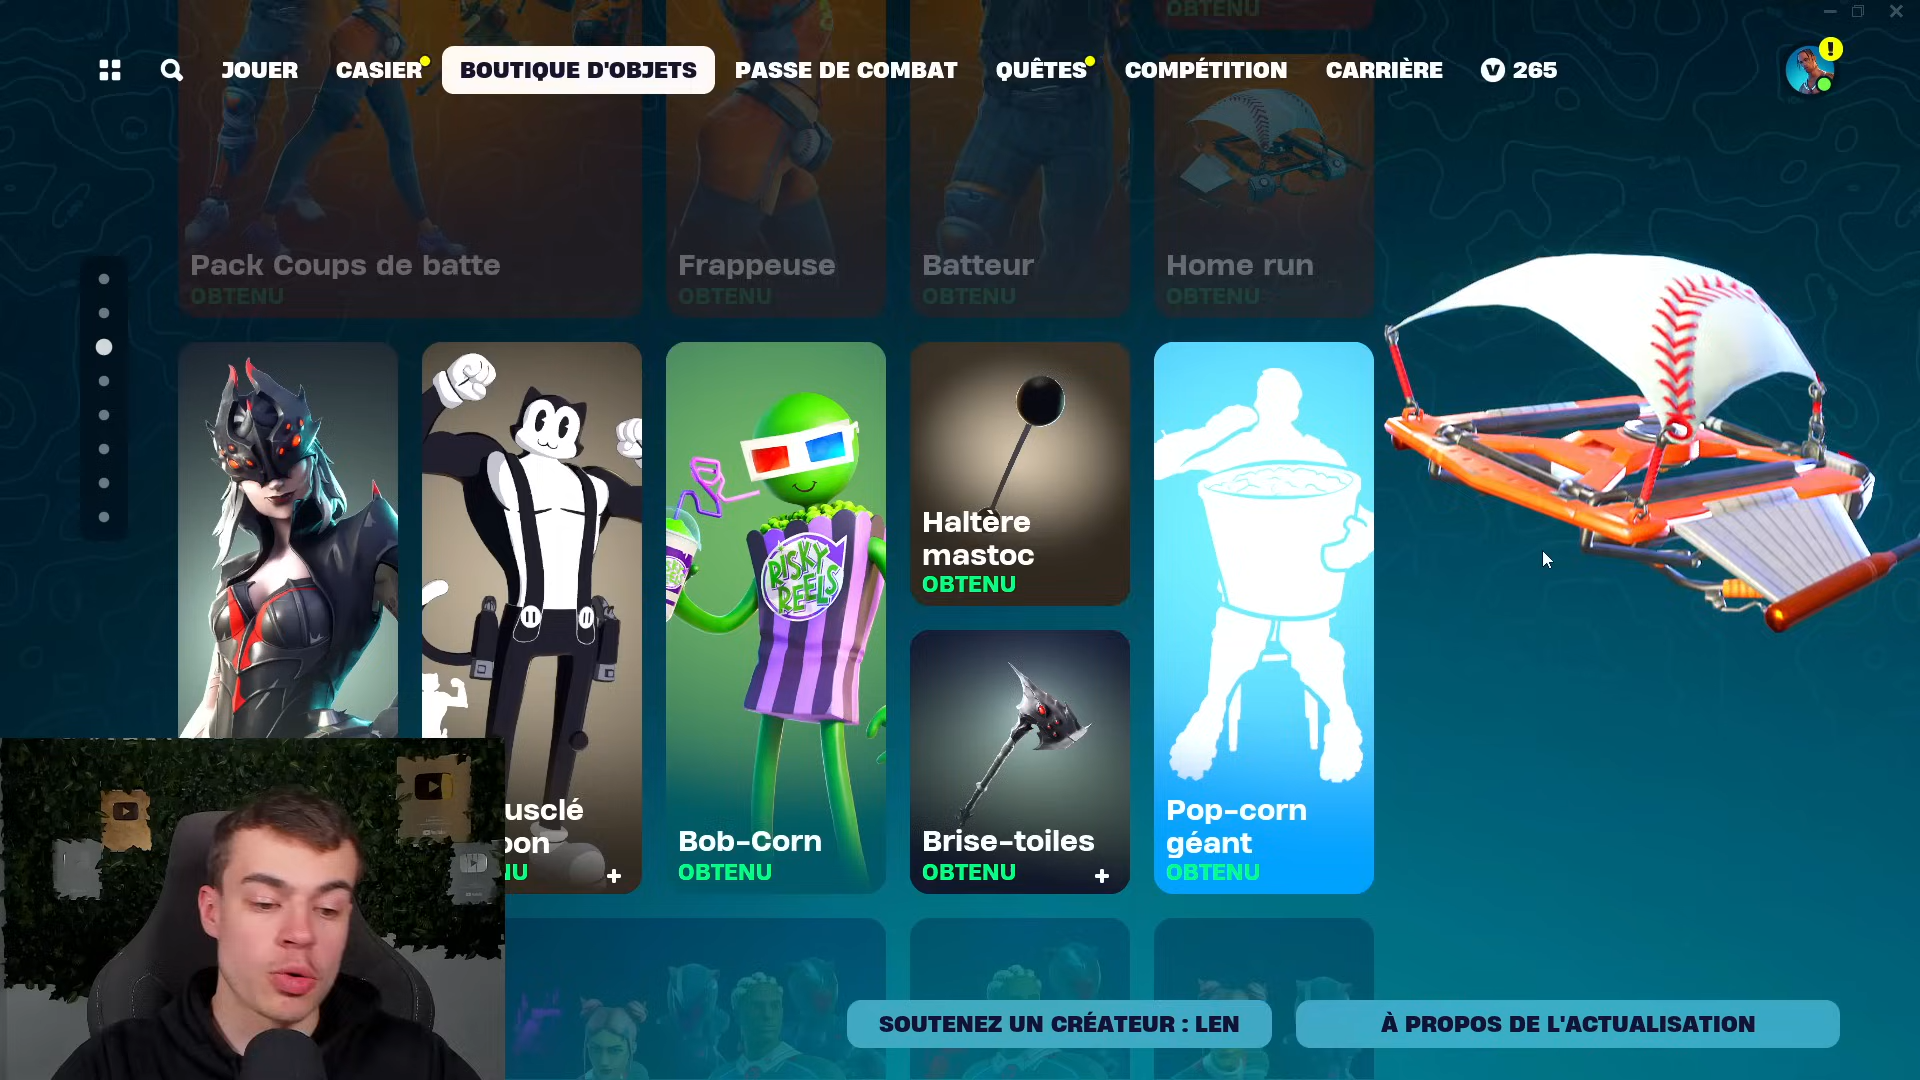 OBTENU
JOUER
CASIER
BOUTIQUE D'OBJETS
PASSE DE COMBAT
QUÊTES
COMPÉTITION
CARRIÈRE
V 265
!
Pack Coups de batte
OBTENU
Frappeuse
OBTENU
Batteur
OBTENU
Home run
OBTENU
RISKY
REELS
Haltère
mastoc
OBTENU
usclé
oon
NU
+
Bob-Corn
OBTENU
Brise-toiles
OBTENU
+
Pop-corn
géant
OBTENU
SOUTENEZ UN CRÉATEUR : LEN
À PROPOS DE L'ACTUALISATION